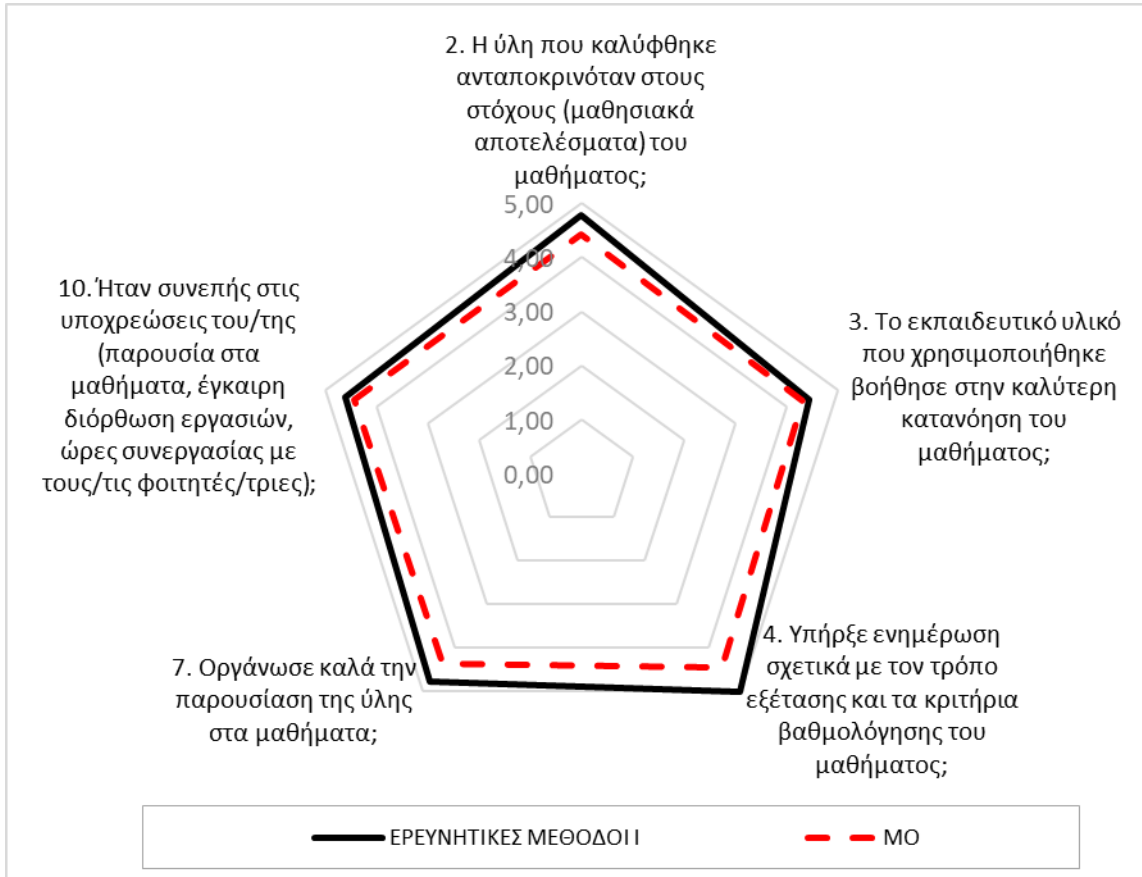 2. Η ύλη που καλύφθηκε
ανταποκρινόταν στους
στόχους (μαθησιακά
αποτελέσματα) του
μαθήματος;
5,00
4,00
3,00
2,00
1,00
0,00
3. Το εκπαιδευτικό υλικό
που χρησιμοποιήθηκε
βοήθησε στην καλύτερη
κατανόηση του
μαθήματος;
4. Υπήρξε ενημέρωση
σχετικά με τον τρόπο
εξέτασης και τα κριτήρια
βαθμολόγησης του
μαθήματος;
7. Οργάνωσε καλά την
παρουσίαση της ύλης
στα μαθήματα;
10. Ήταν συνεπής στις
υποχρεώσεις του/της
(παρουσία στα
μαθήματα, έγκαιρη
διόρθωση εργασιών,
ώρες συνεργασίας με
τους/τις φοιτητές/τριες);
ΕΡΕΥΝΗΤΙΚΕΣ ΜΕΘΟΔΟΙ Ι
ΜΟ